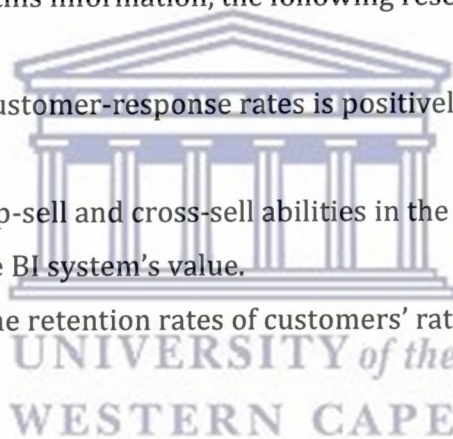 this information, the following rese
ustomer-response rates is positivel
p-sell and cross-sell abilities in the
e BI system's value.
he retention rates of customers' rat
UNIVERSITY of the
WESTERN CAPE